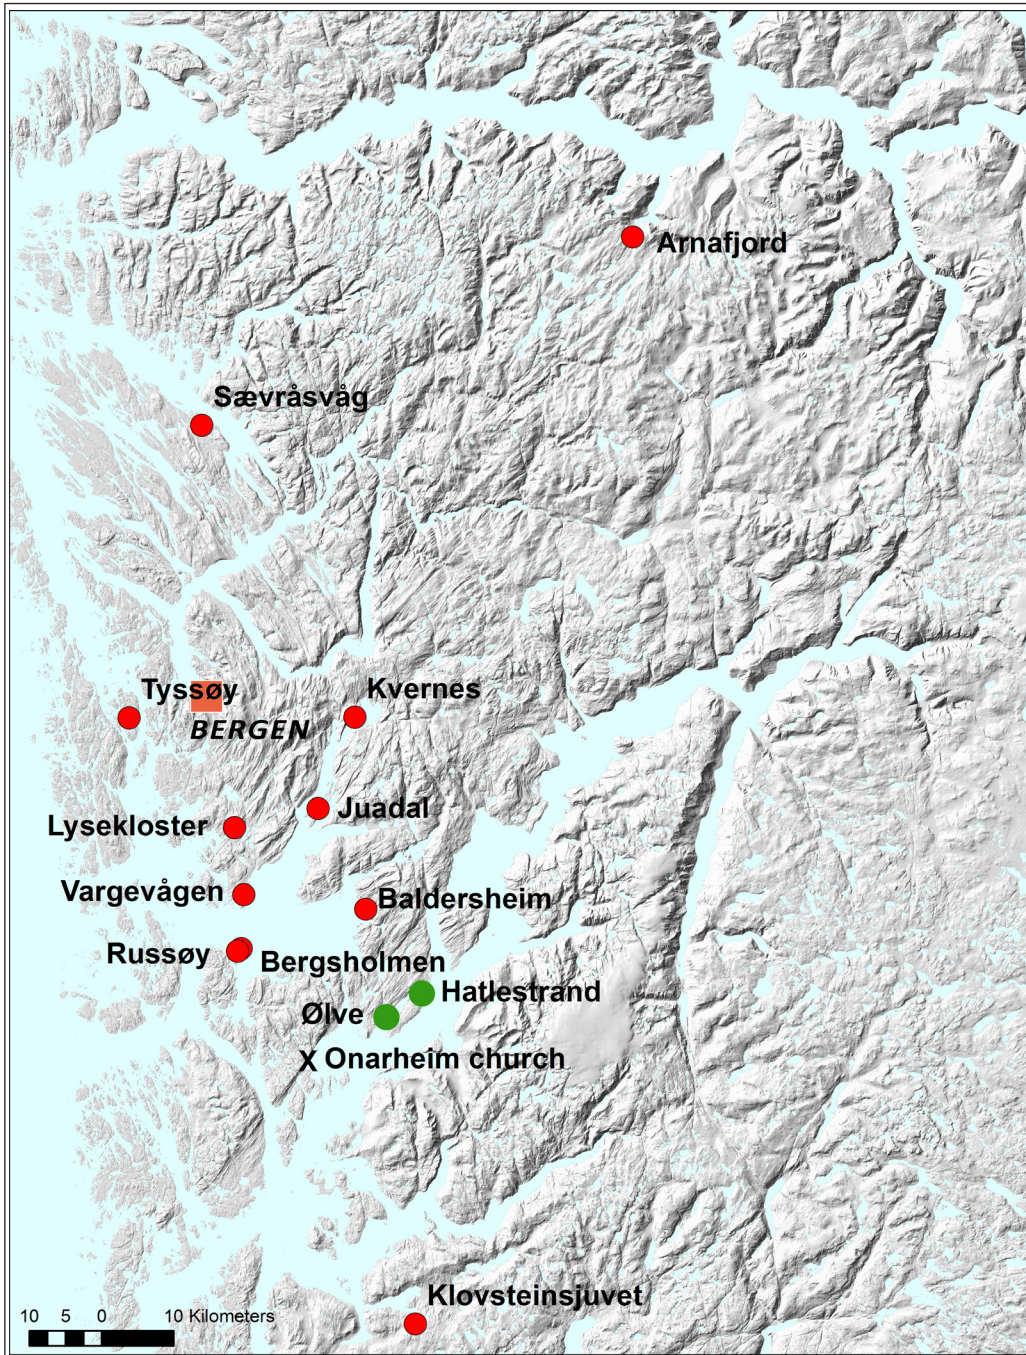 Arnafjord
Sævråsvåg
Tyssøy
Kvernes
BERGEN
Juadal
Lysekloster
Vargevågen
Baldersheim
Russøy
Bergsholmen
Hatlestrand
Ølve
X Onarheim church
Klovsteinsjuvet
10 5 0 10 Kilometers